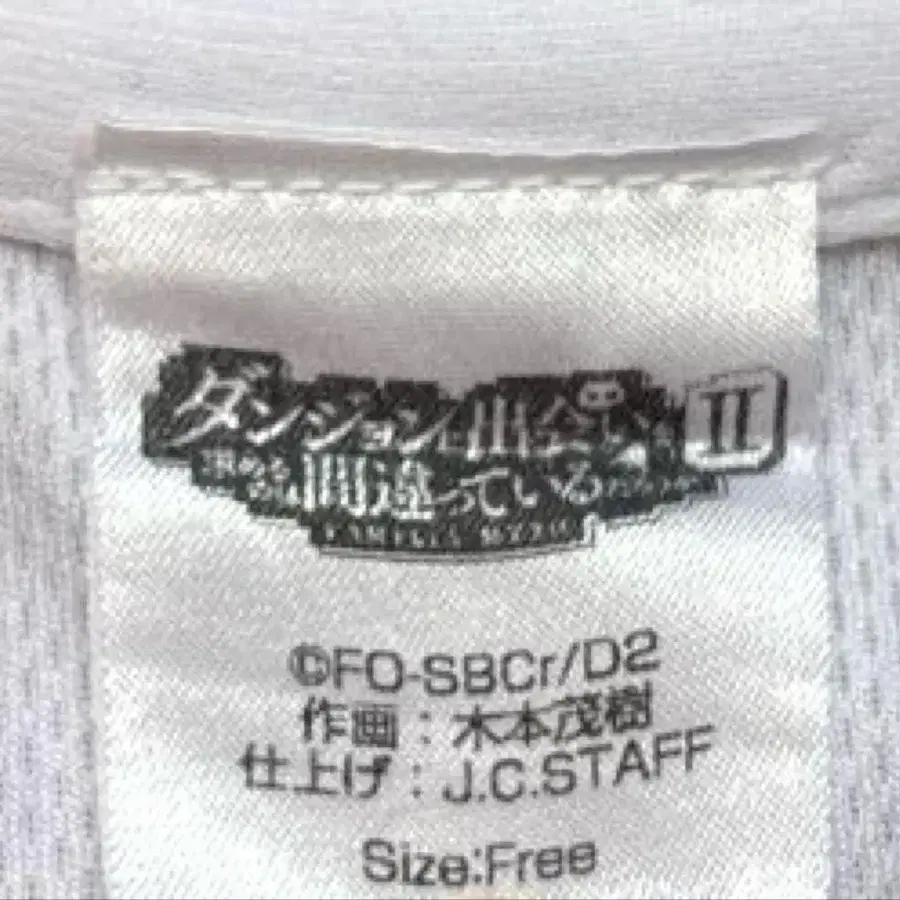 ダンジョンに出会いを II
求める
のは 間違っている だろうか
FAMILIA MYTH
©FO-SBCr/D2
作画：木本茂樹
仕上げ：J.C.STAFF
Size:Free